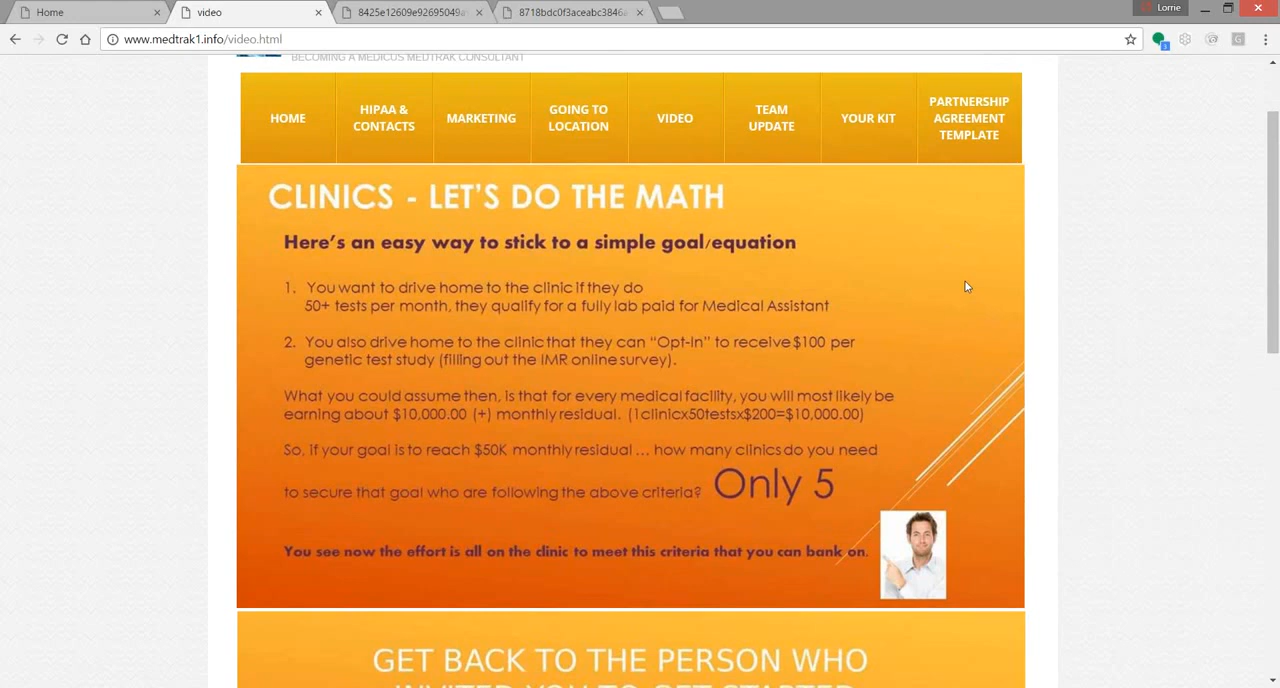 Home
video
8425e12609e92695049a
8718bdc0f3aceabc3846a
Lorrie
www.medtrak1.info/video.html
3
G
BECOMING A MEDICUS MEDTRAK CONSULTANT
HOME
HIPAA &
CONTACTS
MARKETING
GOING TO
LOCATION
VIDEO
TEAM
UPDATE
YOUR KIT
PARTNERSHIP
AGREEMENT
TEMPLATE
CLINICS - LET'S DO THE MATH
Here's an easy way to stick to a simple goal/equation
1. You want to drive home to the clinic if they do
50+ tests per month, they qualify for a fully lab paid for Medical Assistant
2. You also drive home to the clinic that they can "Opt-In" to receive $100 per
genetic test study (filling out the IMR online survey).
What you could assume then, is that for every medical facility, you will most likely be
earning about $10,000.00 (+) monthly residual. (1clinicx50testsx$200=$10,000.00)
So, if your goal is to reach $50K monthly residual ... how many clinics do you need
to secure that goal who are following the above criteria? Only 5
You see now the effort is all on the clinic to meet this criteria that you can bank on.
GET BACK TO THE PERSON WHO
INVITED YOU TO GET STARTED